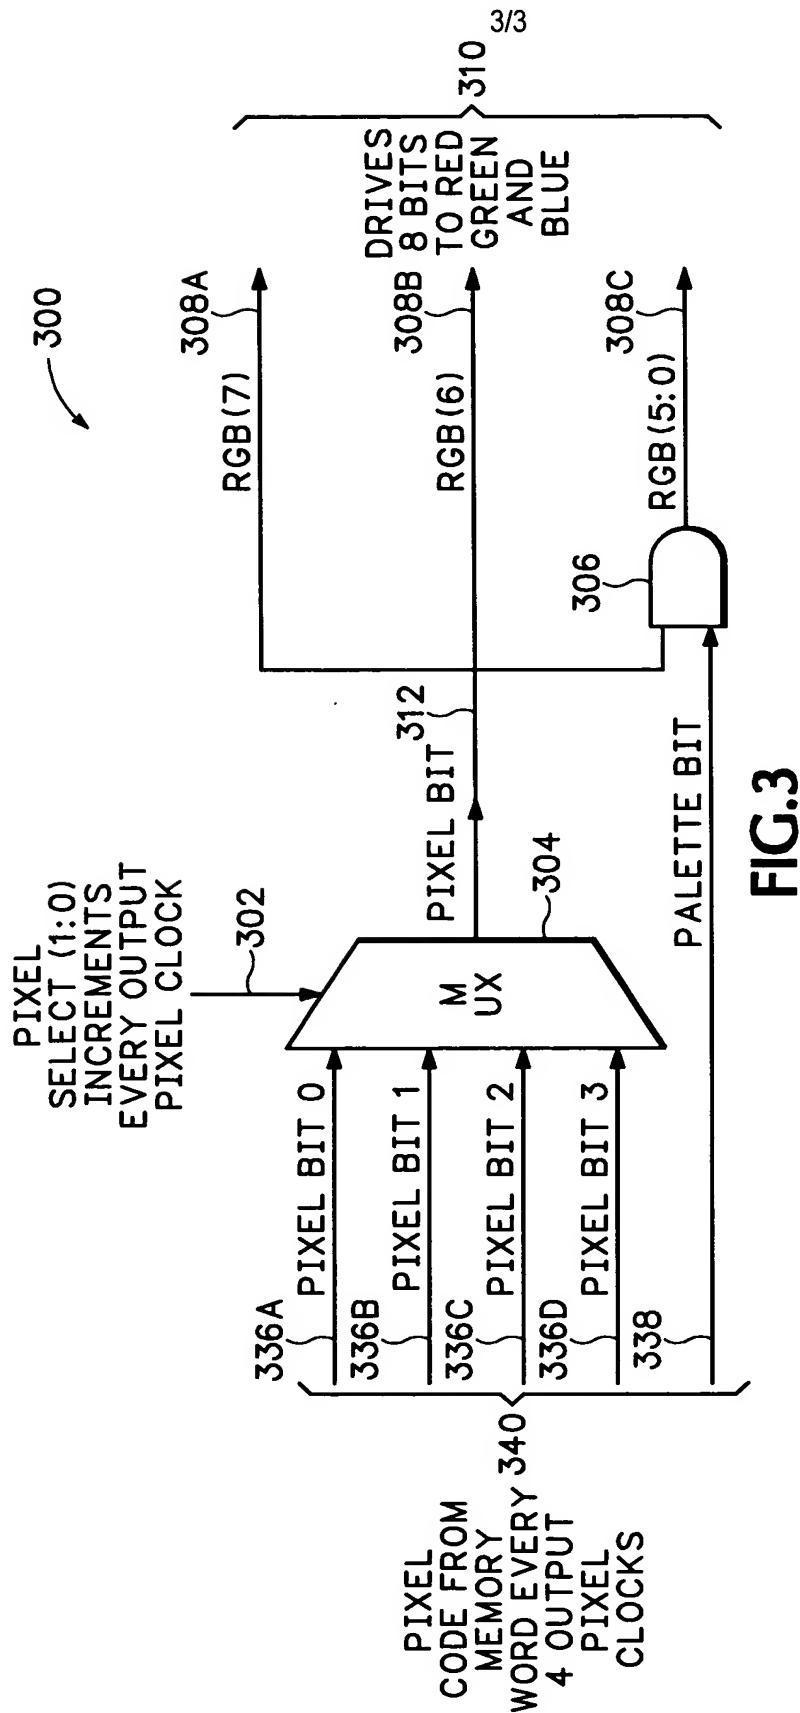 3/3
300
PIXEL
SELECT (1:0)
INCREMENTS
EVERY OUTPUT
PIXEL CLOCK
302
PIXEL
CODE FROM
MEMORY
WORD EVERY
4 OUTPUT
PIXEL
CLOCKS
340
336A
PIXEL BIT 0
336B
PIXEL BIT 1
336C
PIXEL BIT 2
336D
PIXEL BIT 3
338
PALETTE BIT
M
UX
304
PIXEL BIT
312
306
RGB(7)
308A
RGB(6)
308B
RGB(5:0)
308C
DRIVES
8 BITS
TO RED
GREEN
AND
BLUE
310
FIG.3